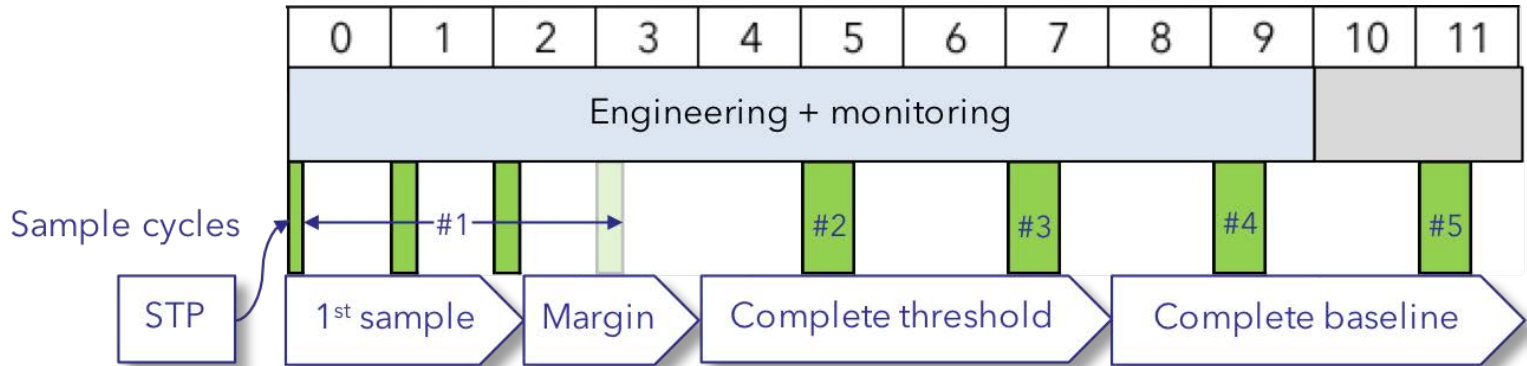 0 1 2 3 4 5 6 7 8 9 10 11
Engineering + monitoring
Sample cycles #1 #2 #3 #4 #5
STP 1st sample Margin Complete threshold Complete baseline